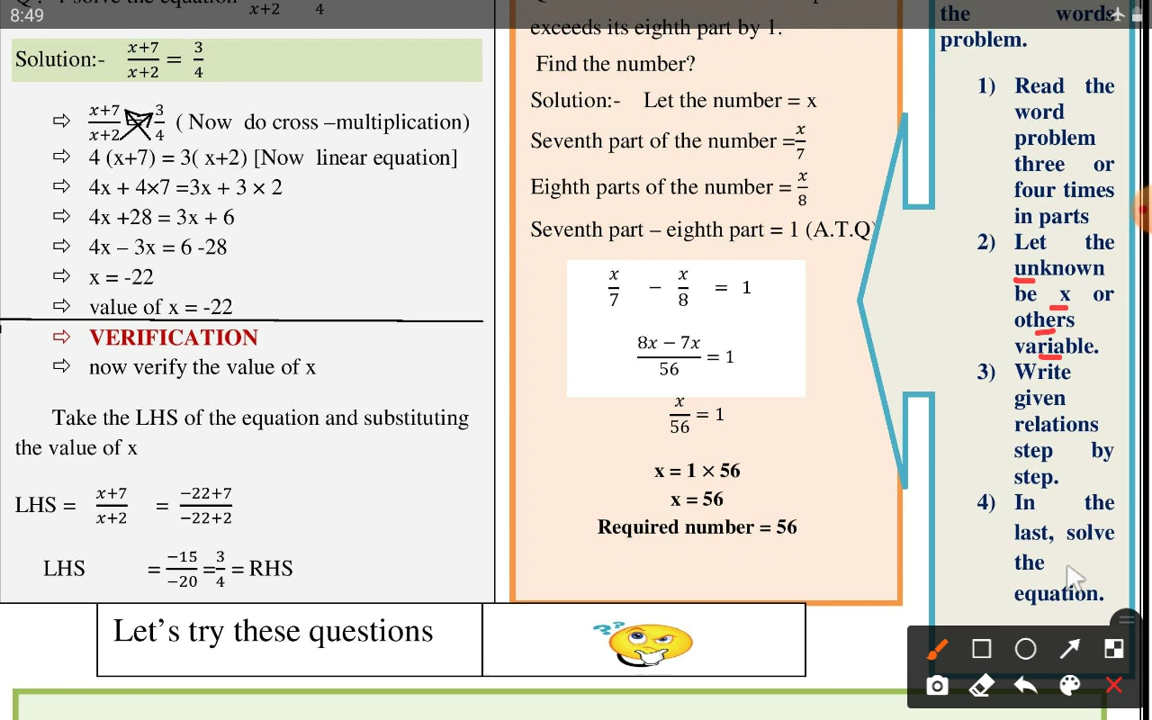 8:49
x+2 4
Solution:- x+7/x+2 = 3/4
⇨ x+7/x+2 = 3/4 ( Now do cross –multiplication)
⇨ 4 (x+7) = 3( x+2) [Now linear equation]
⇨ 4x + 4×7 =3x + 3 × 2
⇨ 4x +28 = 3x + 6
⇨ 4x – 3x = 6 -28
⇨ x = -22
⇨ value of x = -22
⇨ VERIFICATION
⇨ now verify the value of x
Take the LHS of the equation and substituting
the value of x
LHS = x+7/x+2 = −22+7/−22+2
LHS = −15/−20 = 3/4 = RHS
exceeds its eighth part by 1.
Find the number?
Solution:- Let the number = x
Seventh part of the number = x/7
Eighth parts of the number = x/8
Seventh part – eighth part = 1 (A.T.Q)
x/7 − x/8 = 1
8x − 7x/56 = 1
x/56 = 1
x = 1 × 56
x = 56
Required number = 56
the words
problem.
1) Read the
word
problem
three or
four times
in parts
2) Let the
unknown
be x or
others
variable.
3) Write
given
relations
step by
step.
4) In the
last, solve
the
equation.
Let's try these questions